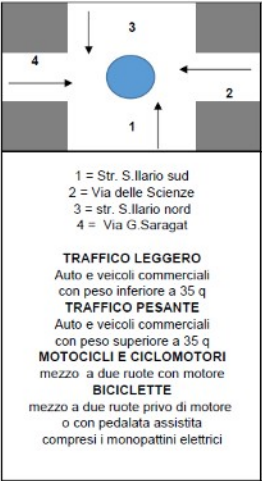 3
4
2
1
1 = Str. S.Ilario sud
2 = Via delle Scienze
3 = str. S.Ilario nord
4 = Via G.Saragat
TRAFFICO LEGGERO
Auto e veicoli commerciali
con peso inferiore a 35 q
TRAFFICO PESANTE
Auto e veicoli commerciali
con peso superiore a 35 q
MOTOCICLI E CICLOMOTORI
mezzo a due ruote con motore
BICICLETTE
mezzo a due ruote privo di motore
o con pedalata assistita
compresi i monopattini elettrici